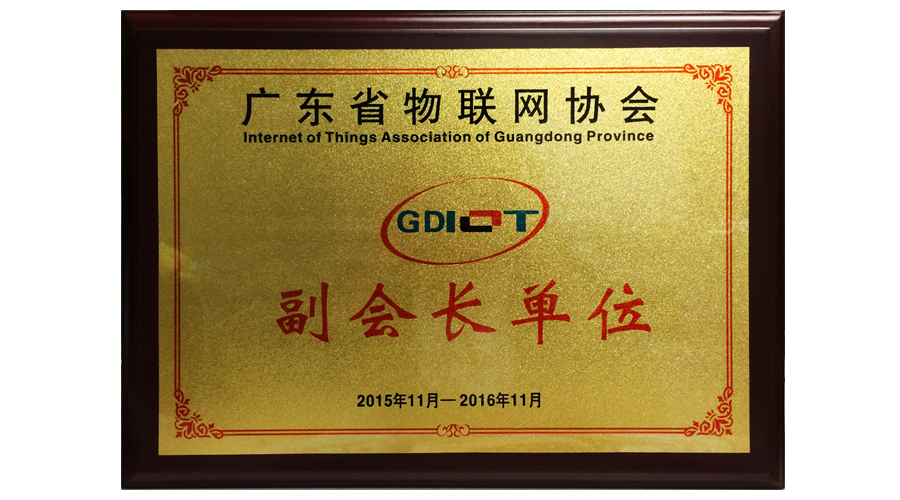 广东省物联网协会
Internet of Things Association of Guangdong Province
GDIOT
副会长单位
2015年11月—2016年11月